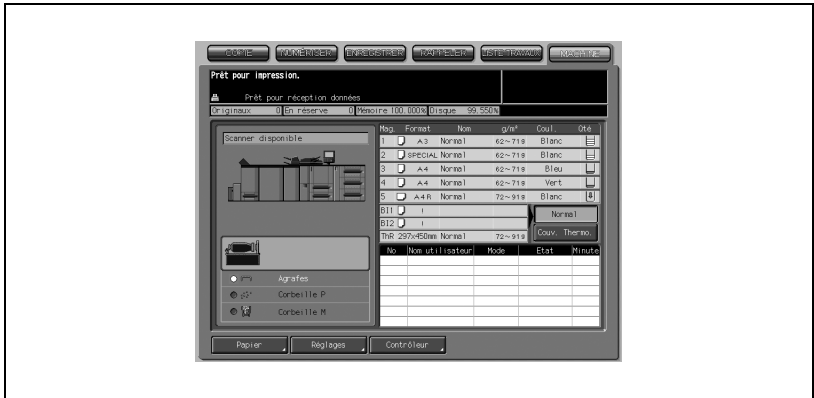 COPIE NUMÉRISER ENREGISTRER RAPPELER LISTE TRAVAUX MACHINE
Prêt pour impression.
Prêt pour réception données
Originaux 0 En réserve 0 Mémoire 100.000% Disque 99.550%
Scanner disponible
Mag. Format Nom g/m² Coul. Qté
1 A3 Normal 62~71g Blanc
2 SPECIAL Normal 62~71g Blanc
3 A4 Normal 62~71g Bleu
4 A4 Normal 62~71g Vert
5 A4R Normal 72~91g Blanc
BI1
BI2
ThR 297x450mm Normal 72~91g
Normal
Couv. Thermo.
No Nom utilisateur Mode Etat Minute
Agrafes
Corbeille P
Corbeille M
Papier Réglages Contrôleur